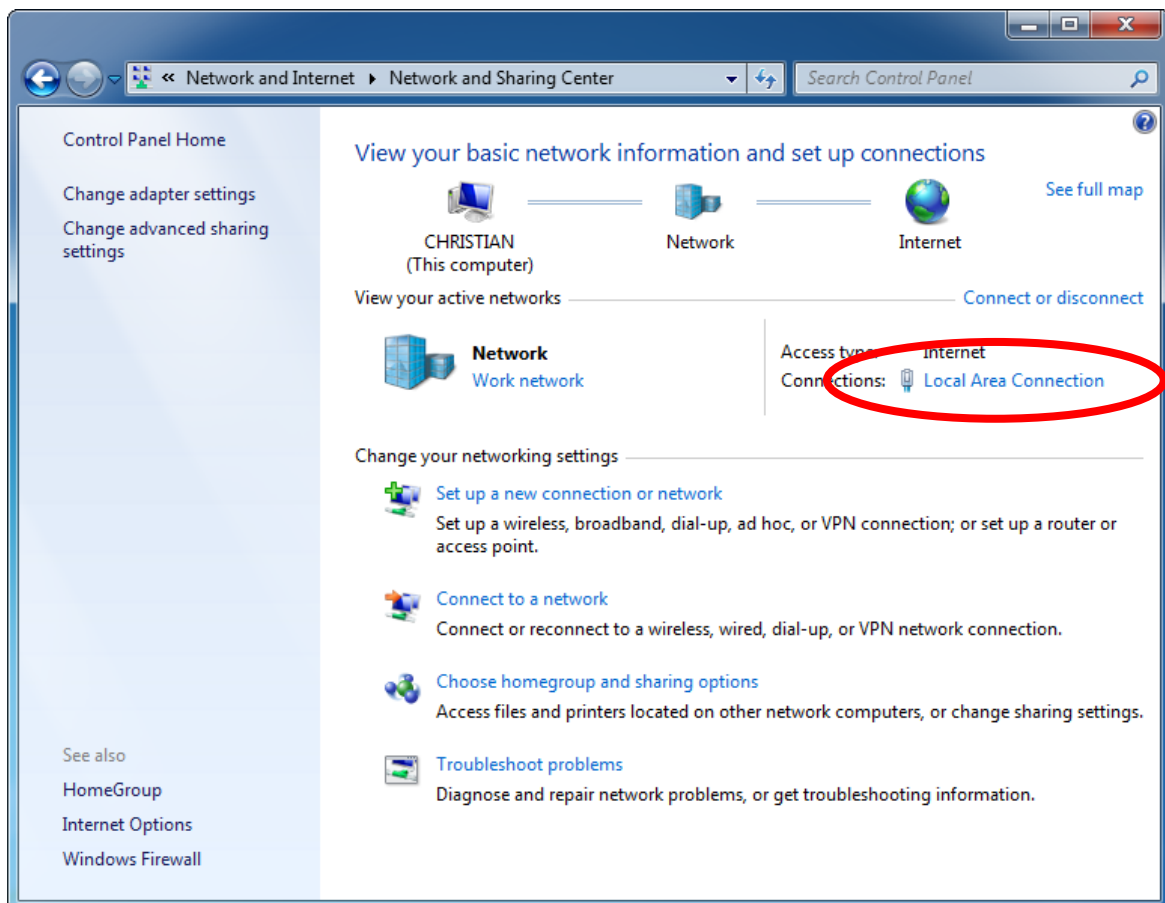 « Network and Internet ▸ Network and Sharing Center
Search Control Panel
Control Panel Home
Change adapter settings
Change advanced sharing
settings
See also
HomeGroup
Internet Options
Windows Firewall
View your basic network information and set up connections
See full map
CHRISTIAN
(This computer)
Network
Internet
View your active networks
Connect or disconnect
Network
Work network
Access type: Internet
Connections: Local Area Connection
Change your networking settings
Set up a new connection or network
Set up a wireless, broadband, dial-up, ad hoc, or VPN connection; or set up a router or
access point.
Connect to a network
Connect or reconnect to a wireless, wired, dial-up, or VPN network connection.
Choose homegroup and sharing options
Access files and printers located on other network computers, or change sharing settings.
Troubleshoot problems
Diagnose and repair network problems, or get troubleshooting information.